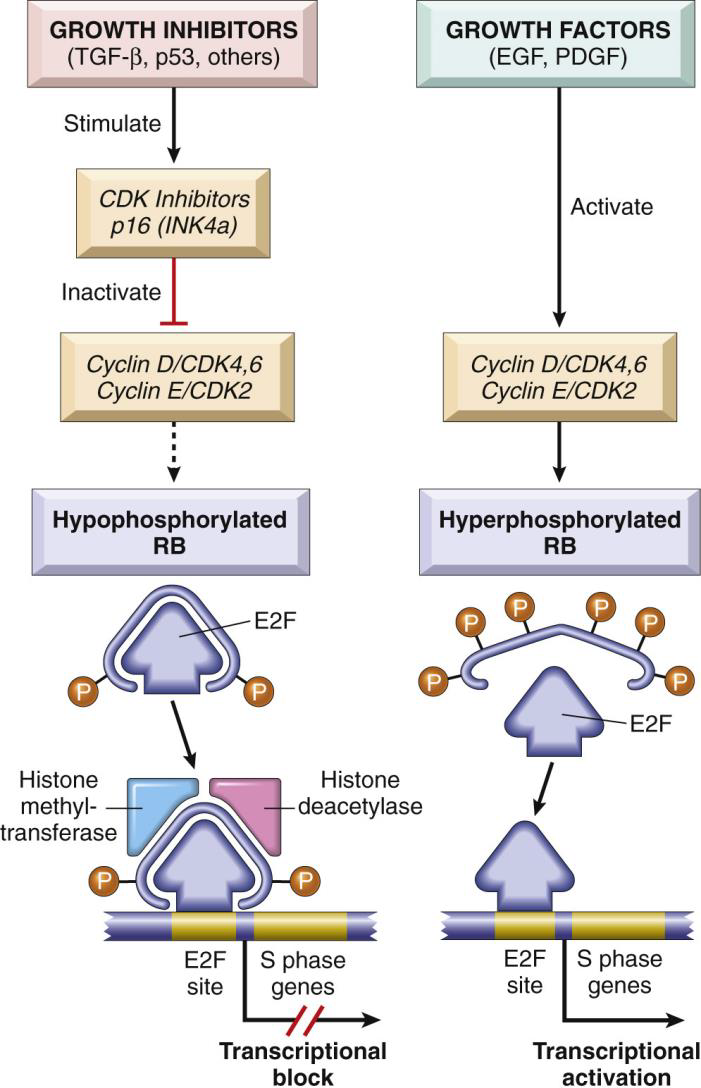 GROWTH INHIBITORS
(TGF-β, p53, others)
Stimulate
CDK Inhibitors
p16 (INK4a)
Inactivate
Cyclin D/CDK4,6
Cyclin E/CDK2
Hypophosphorylated
RB
E2F
P
P
Histone
methyl-
transferase
Histone
deacetylase
P
P
E2F
site
S phase
genes
Transcriptional
block
GROWTH FACTORS
(EGF, PDGF)
Activate
Cyclin D/CDK4,6
Cyclin E/CDK2
Hyperphosphorylated
RB
P
P
P
P
P
P
E2F
E2F
site
S phase
genes
Transcriptional
activation